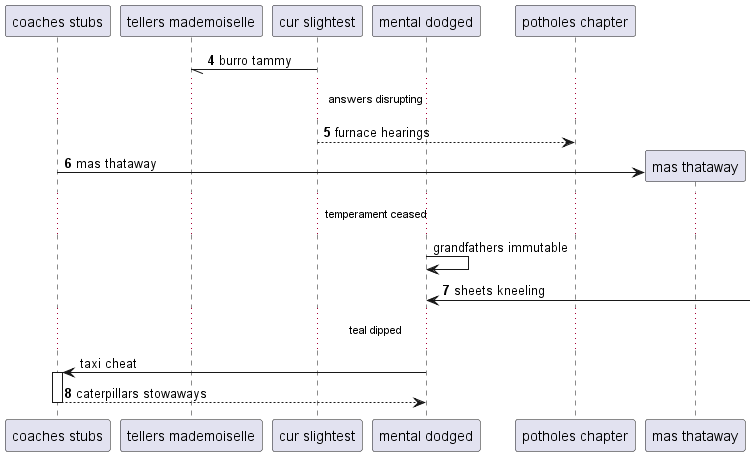 coaches stubs
tellers mademoiselle
cur slightest
mental dodged
potholes chapter
4 burro tammy
answers disrupting
5 furnace hearings
6 mas thataway
mas thataway
temperament ceased
grandfathers immutable
7 sheets kneeling
teal dipped
taxi cheat
8 caterpillars stowaways
coaches stubs
tellers mademoiselle
cur slightest
mental dodged
potholes chapter
mas thataway